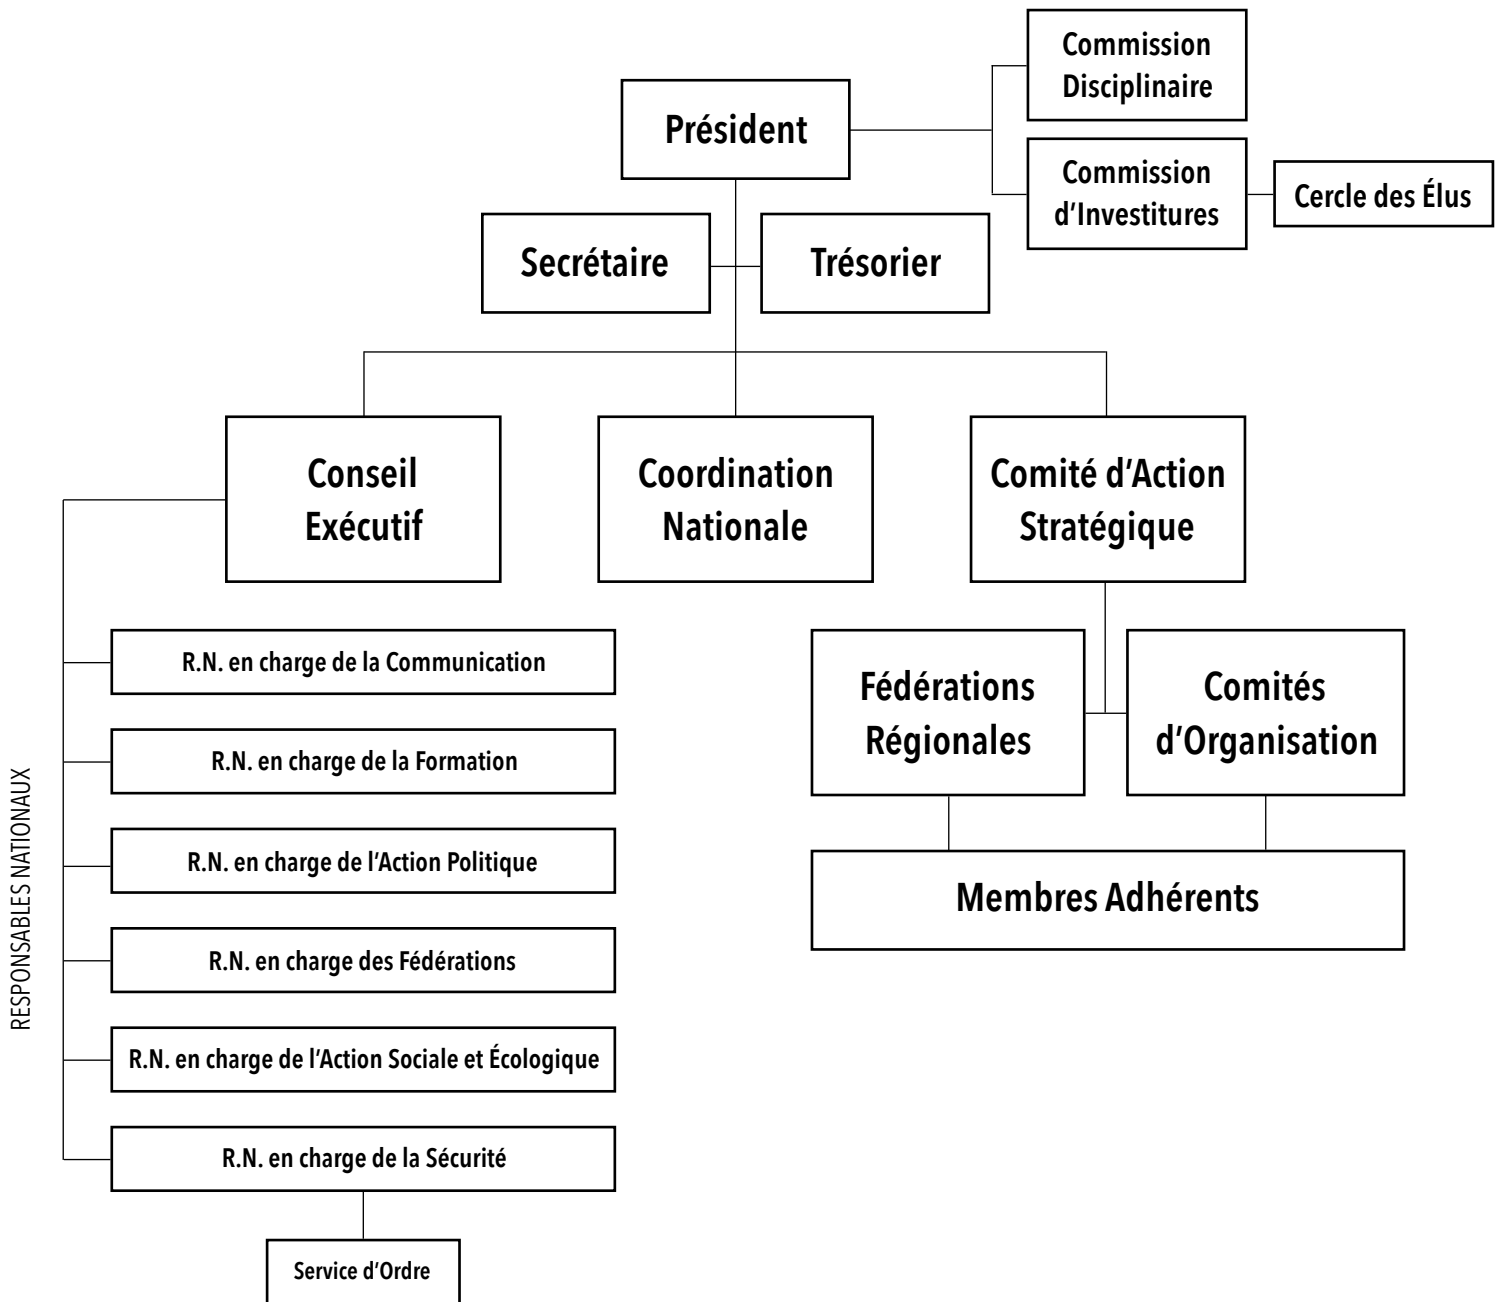 Commission
Disciplinaire
Président
Commission
d’Investitures
Cercle des Élus
Secrétaire
Trésorier
Conseil
Exécutif
Coordination
Nationale
Comité d’Action
Stratégique
RESPONSABLES NATIONAUX
R.N. en charge de la Communication
R.N. en charge de la Formation
R.N. en charge de l’Action Politique
R.N. en charge des Fédérations
R.N. en charge de l’Action Sociale et Écologique
R.N. en charge de la Sécurité
Service d’Ordre
Fédérations
Régionales
Comités
d’Organisation
Membres Adhérents